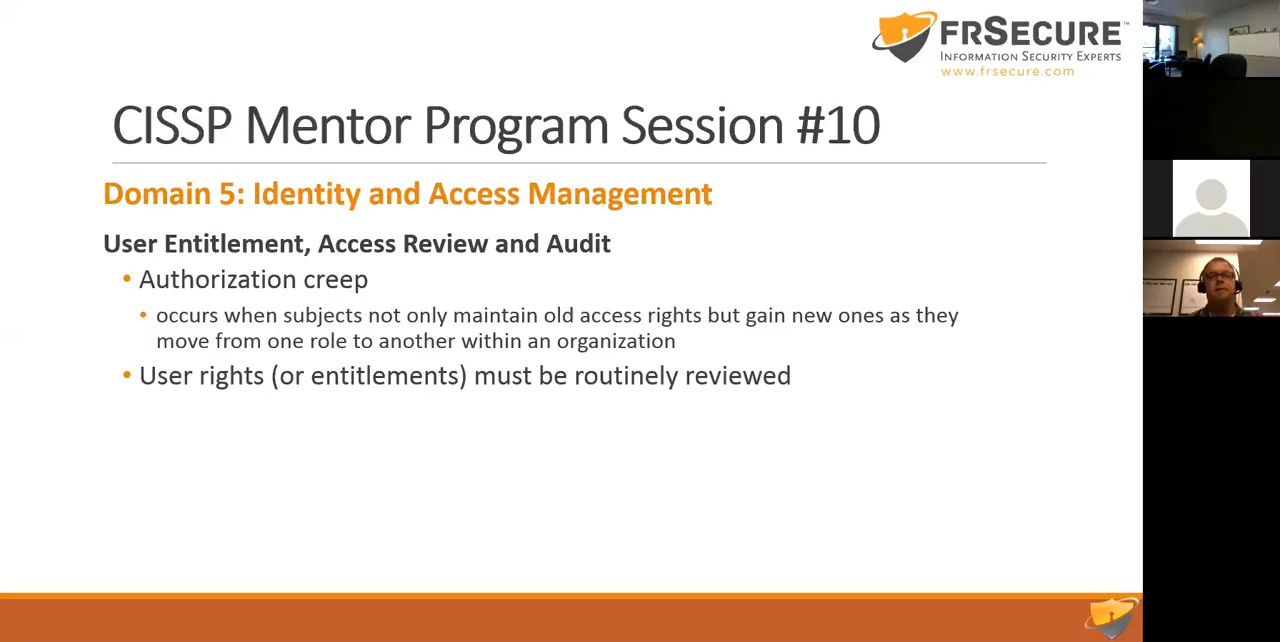 FRSECURE™
INFORMATION SECURITY EXPERTS
www.frsecure.com
CISSP Mentor Program Session #10
Domain 5: Identity and Access Management
User Entitlement, Access Review and Audit
• Authorization creep
• occurs when subjects not only maintain old access rights but gain new ones as they
move from one role to another within an organization
• User rights (or entitlements) must be routinely reviewed